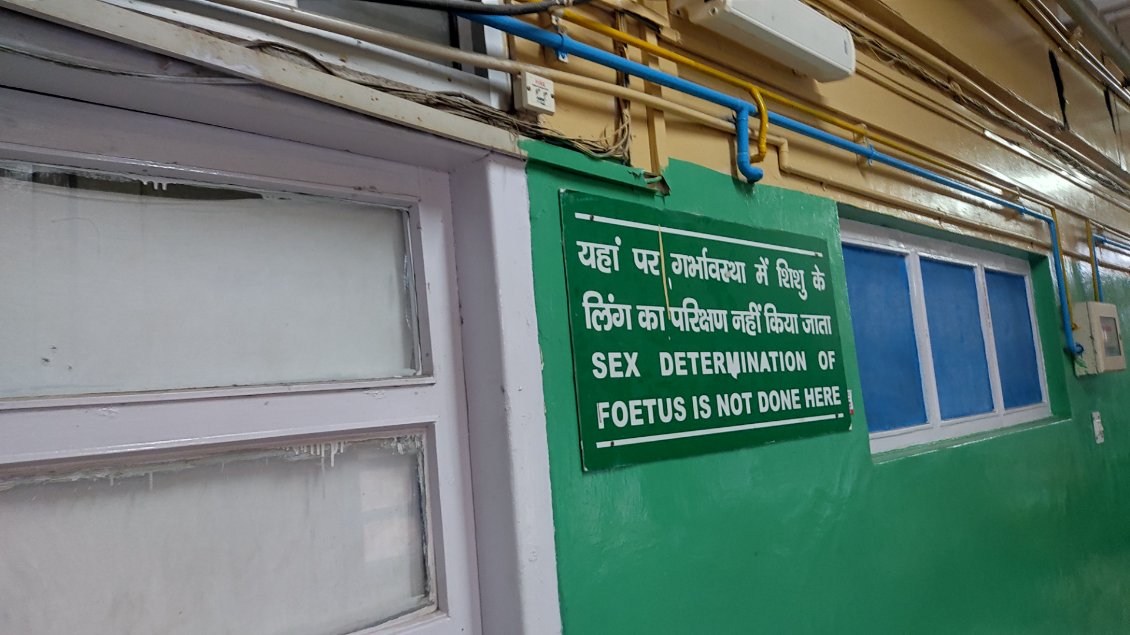 यहां पर गर्भावस्था में शिशु के
लिंग का परिक्षण नहीं किया जाता
SEX DETERMINATION OF
FOETUS IS NOT DONE HERE